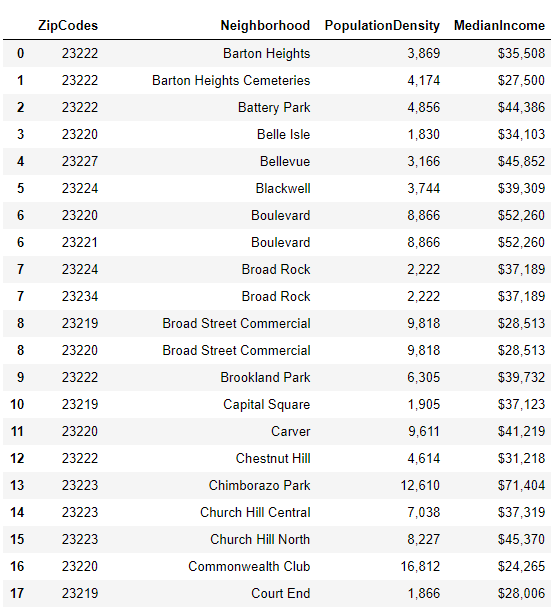 ZipCodes Neighborhood PopulationDensity MedianIncome
0 23222 Barton Heights 3,869 $35,508
1 23222 Barton Heights Cemeteries 4,174 $27,500
2 23222 Battery Park 4,856 $44,386
3 23220 Belle Isle 1,830 $34,103
4 23227 Bellevue 3,166 $45,852
5 23224 Blackwell 3,744 $39,309
6 23220 Boulevard 8,866 $52,260
6 23221 Boulevard 8,866 $52,260
7 23224 Broad Rock 2,222 $37,189
7 23234 Broad Rock 2,222 $37,189
8 23219 Broad Street Commercial 9,818 $28,513
8 23220 Broad Street Commercial 9,818 $28,513
9 23222 Brookland Park 6,305 $39,732
10 23219 Capital Square 1,905 $37,123
11 23220 Carver 9,611 $41,219
12 23222 Chestnut Hill 4,614 $31,218
13 23223 Chimborazo Park 12,610 $71,404
14 23223 Church Hill Central 7,038 $37,319
15 23223 Church Hill North 8,227 $45,370
16 23220 Commonwealth Club 16,812 $24,265
17 23219 Court End 1,866 $28,006